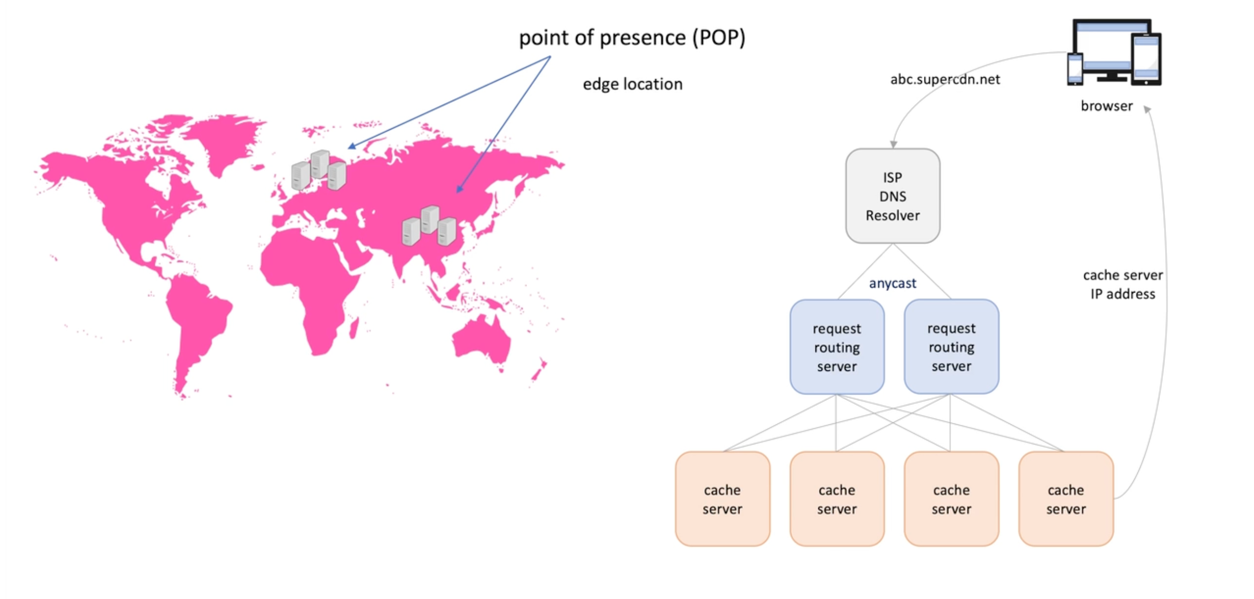 point of presence (POP)
edge location
abc.supercdn.net
browser
ISP
DNS
Resolver
anycast
cache server
IP address
request
routing
server
request
routing
server
cache
server
cache
server
cache
server
cache
server